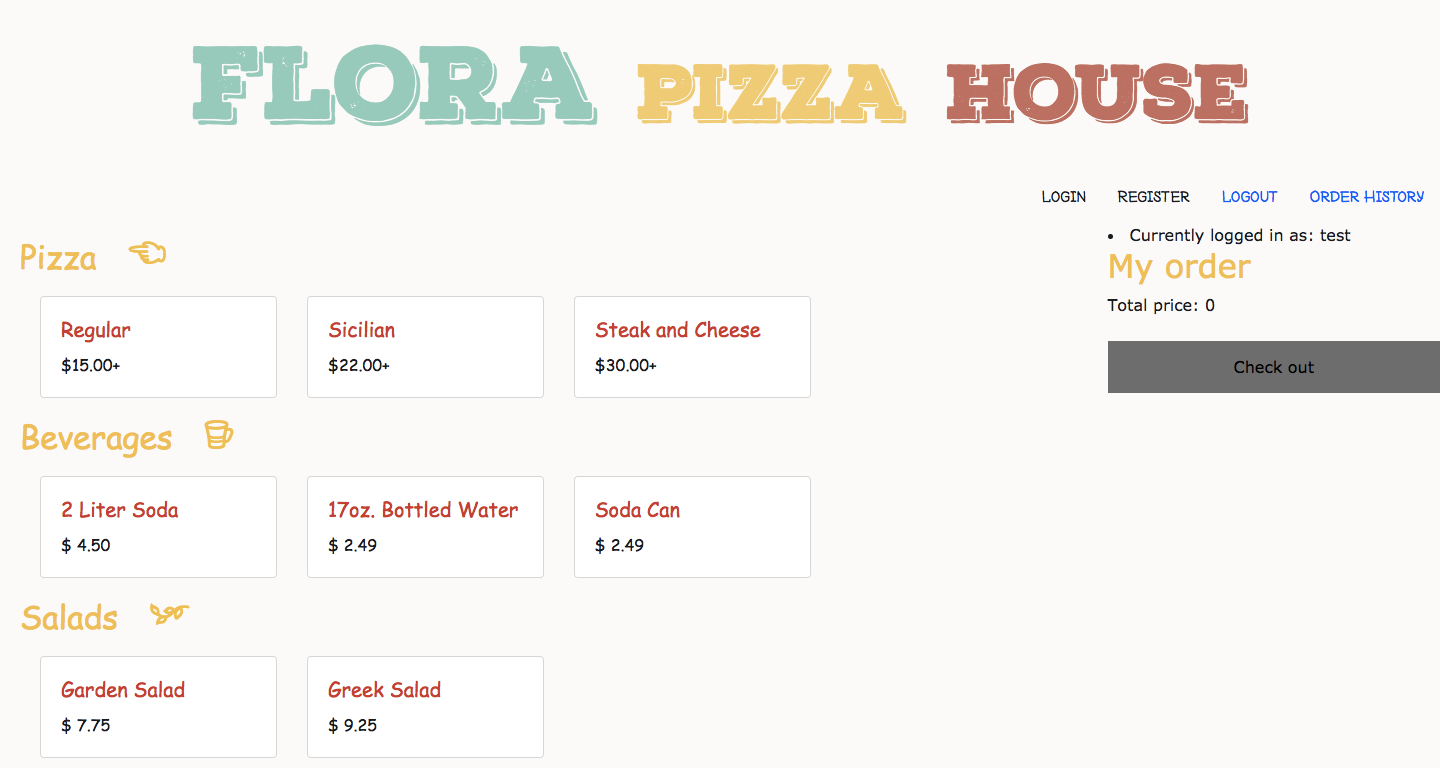 FLORA PIZZA HOUSE
LOGIN REGISTER LOGOUT ORDER HISTORY
Currently logged in as: test
My order
Total price: 0
Check out
Pizza
Regular Sicilian Steak and Cheese
$15.00+ $22.00+ $30.00+
Beverages
2 Liter Soda 17oz. Bottled Water Soda Can
$ 4.50 $ 2.49 $ 2.49
Salads
Garden Salad Greek Salad
$ 7.75 $ 9.25